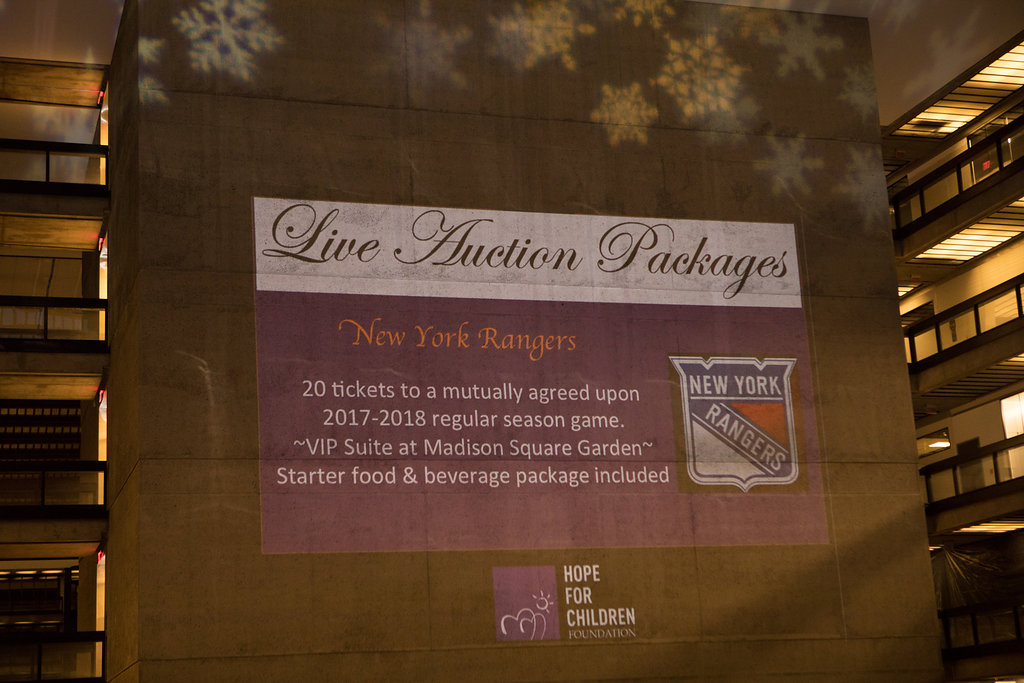 Live Auction Packages
New York Rangers
20 tickets to a mutually agreed upon
2017-2018 regular season game.
~VIP Suite at Madison Square Garden~
Starter food & beverage package included
NEW YORK
RANGERS
HOPE
FOR
CHILDREN
FOUNDATION